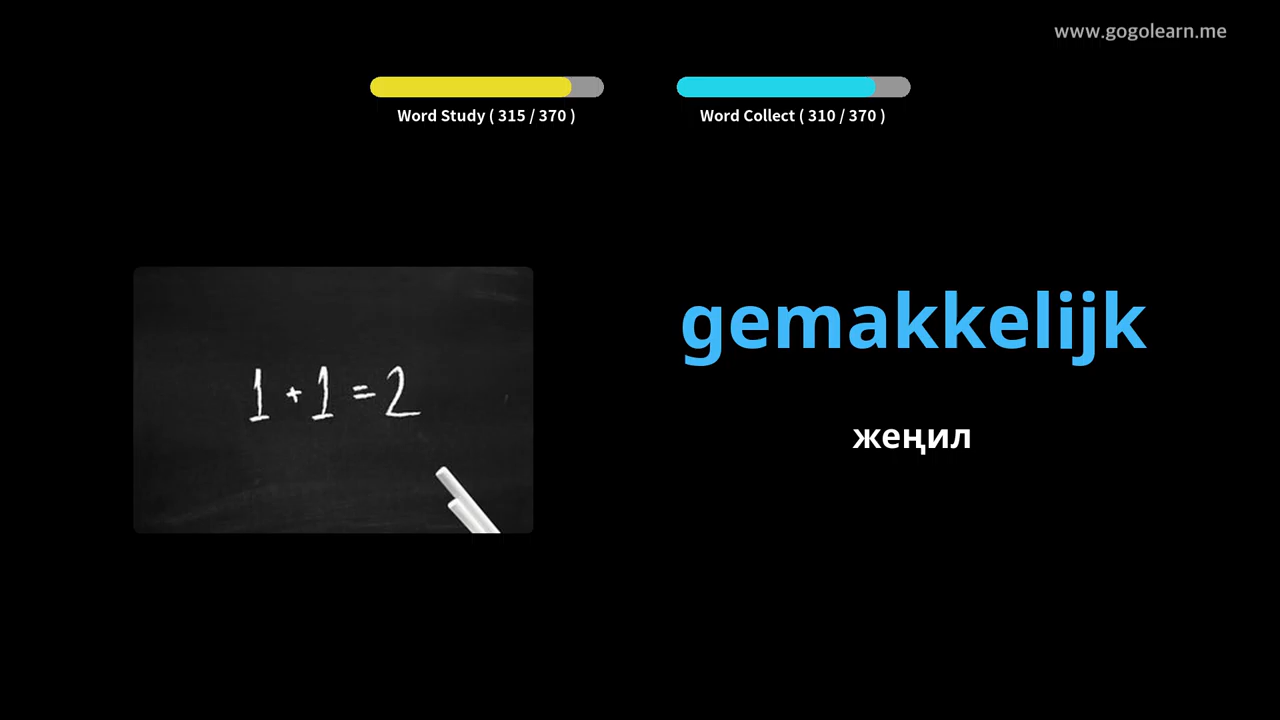 www.gogolearn.me
Word Study ( 315 / 370 )
Word Collect ( 310 / 370 )
1 + 1 = 2
gemakkelijk
жеңил